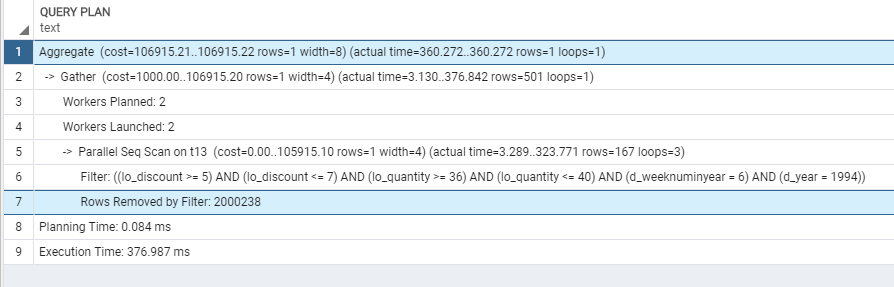 QUERY PLAN
text
1 Aggregate (cost=106915.21..106915.22 rows=1 width=8) (actual time=360.272..360.272 rows=1 loops=1)
2 -> Gather (cost=1000.00..106915.20 rows=1 width=4) (actual time=3.130..376.842 rows=501 loops=1)
3 Workers Planned: 2
4 Workers Launched: 2
5 -> Parallel Seq Scan on t13 (cost=0.00..105915.10 rows=1 width=4) (actual time=3.289..323.771 rows=167 loops=3)
6 Filter: ((lo_discount >= 5) AND (lo_discount <= 7) AND (lo_quantity >= 36) AND (lo_quantity <= 40) AND (d_weeknuminyear = 6) AND (d_year = 1994))
7 Rows Removed by Filter: 2000238
8 Planning Time: 0.084 ms
9 Execution Time: 376.987 ms